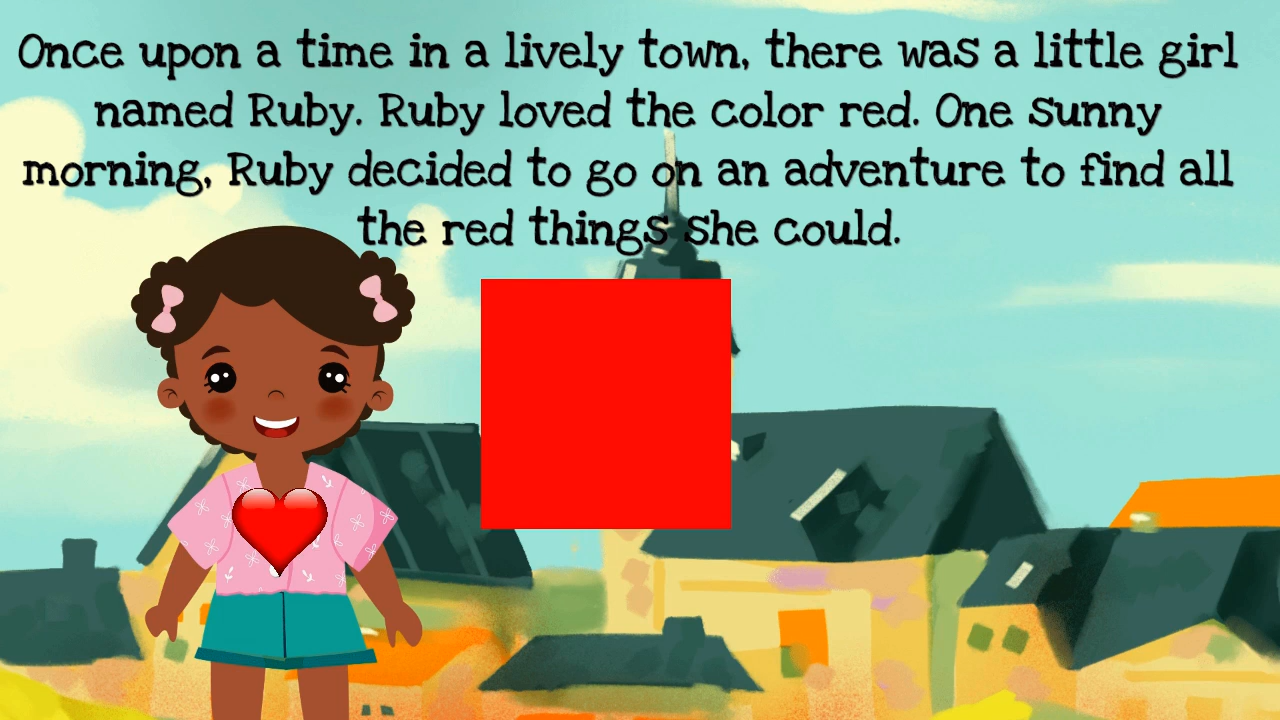 Once upon a time in a lively town, there was a little girl
named Ruby. Ruby loved the color red. One sunny
morning, Ruby decided to go on an adventure to find all
the red things she could.